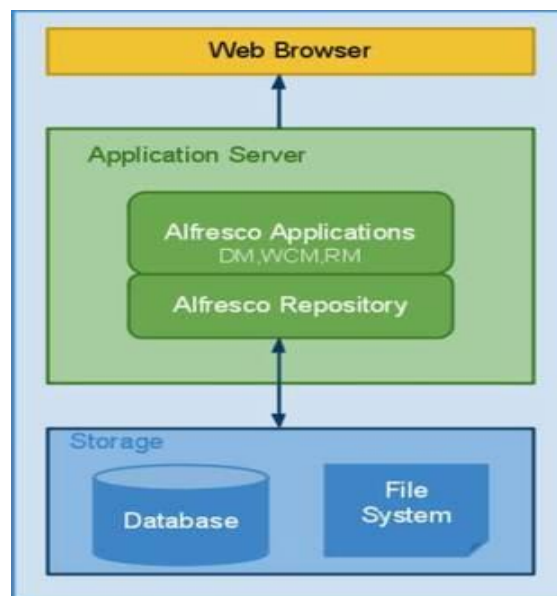 Web Browser
Application Server
Alfresco Applications
DM,WCM,RM
Alfresco Repository
Storage
Database
File
System